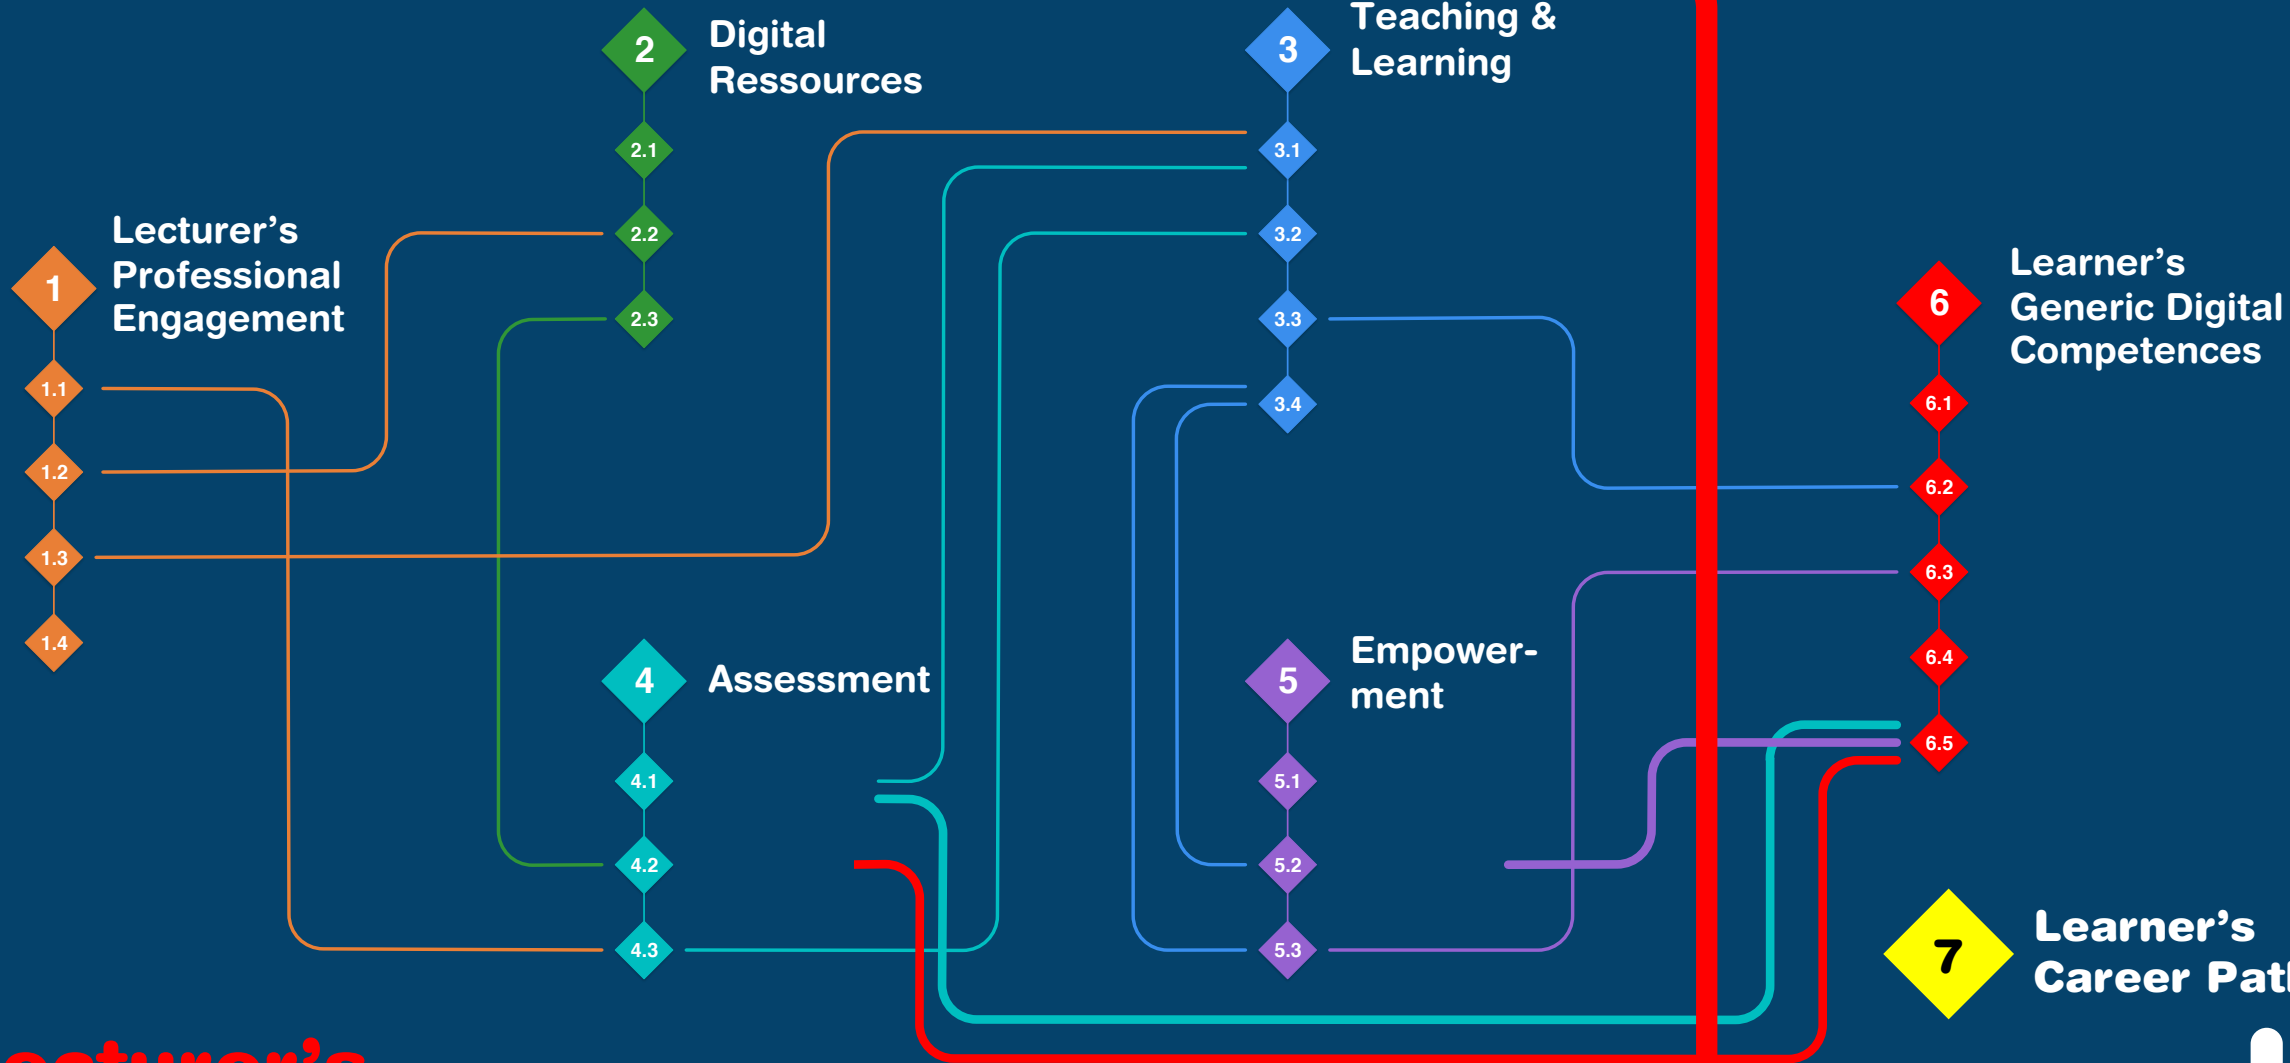 1
Lecturer's
Professional
Engagement
1.1
1.2
1.3
1.4
2
Digital
Ressources
2.1
2.2
2.3
3
Teaching &
Learning
3.1
3.2
3.3
3.4
4
Assessment
4.1
4.2
4.3
5
Empower-
ment
5.1
5.2
5.3
6
Learner's
Generic Digital
Competences
6.1
6.2
6.3
6.4
6.5
7
Learner's
Career